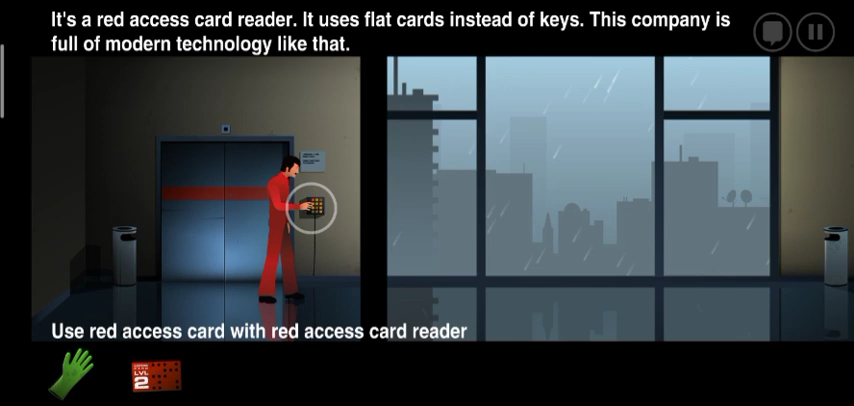 It's a red access card reader. It uses flat cards instead of keys. This company is
full of modern technology like that.
Use red access card with red access card reader
LVL
2